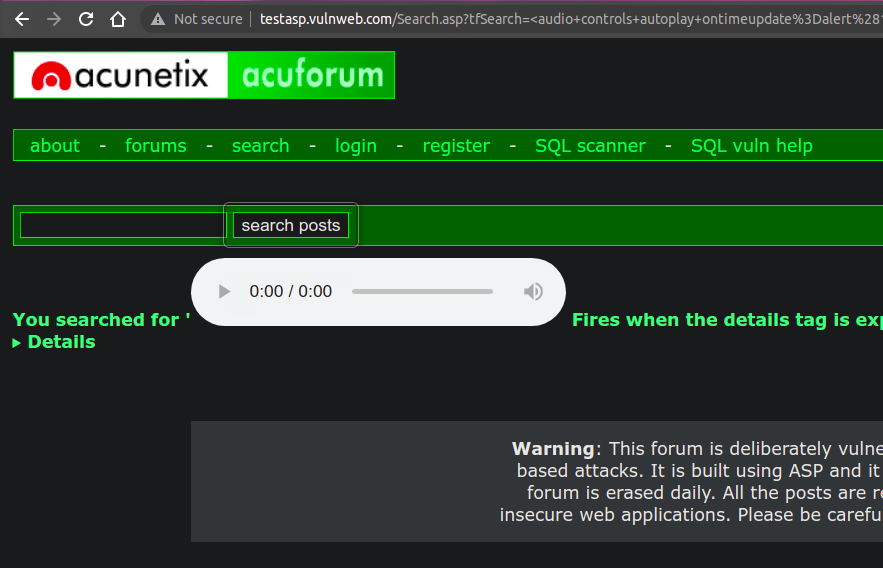 Not secure | testasp.vulnweb.com/Search.asp?tfSearch=<audio+controls+autoplay+ontimeupdate%3Dalert%28
acunetix acuforum
about - forums - search - login - register - SQL scanner - SQL vuln help
search posts
0:00 / 0:00
You searched for ' Fires when the details tag is exp
Details
Warning: This forum is deliberately vulne
based attacks. It is built using ASP and it
forum is erased daily. All the posts are re
insecure web applications. Please be carefu